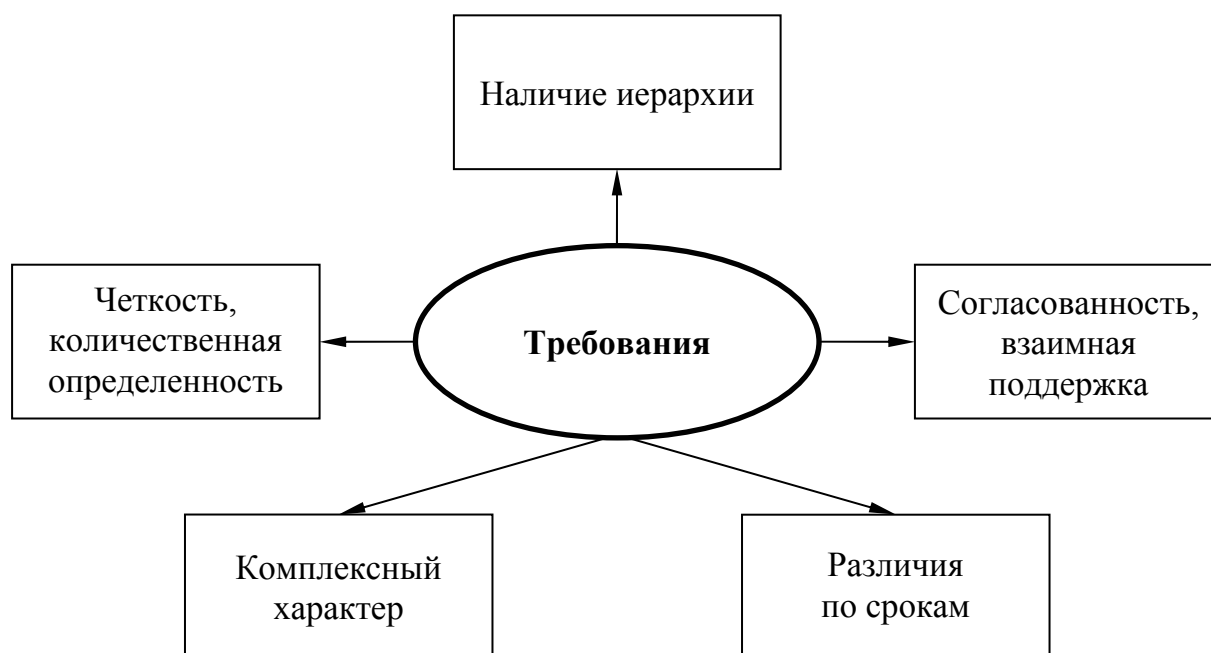 Наличие иерархии
Четкость,
количественная
определенность
Требования
Согласованность,
взаимная
поддержка
Комплексный
характер
Различия
по срокам